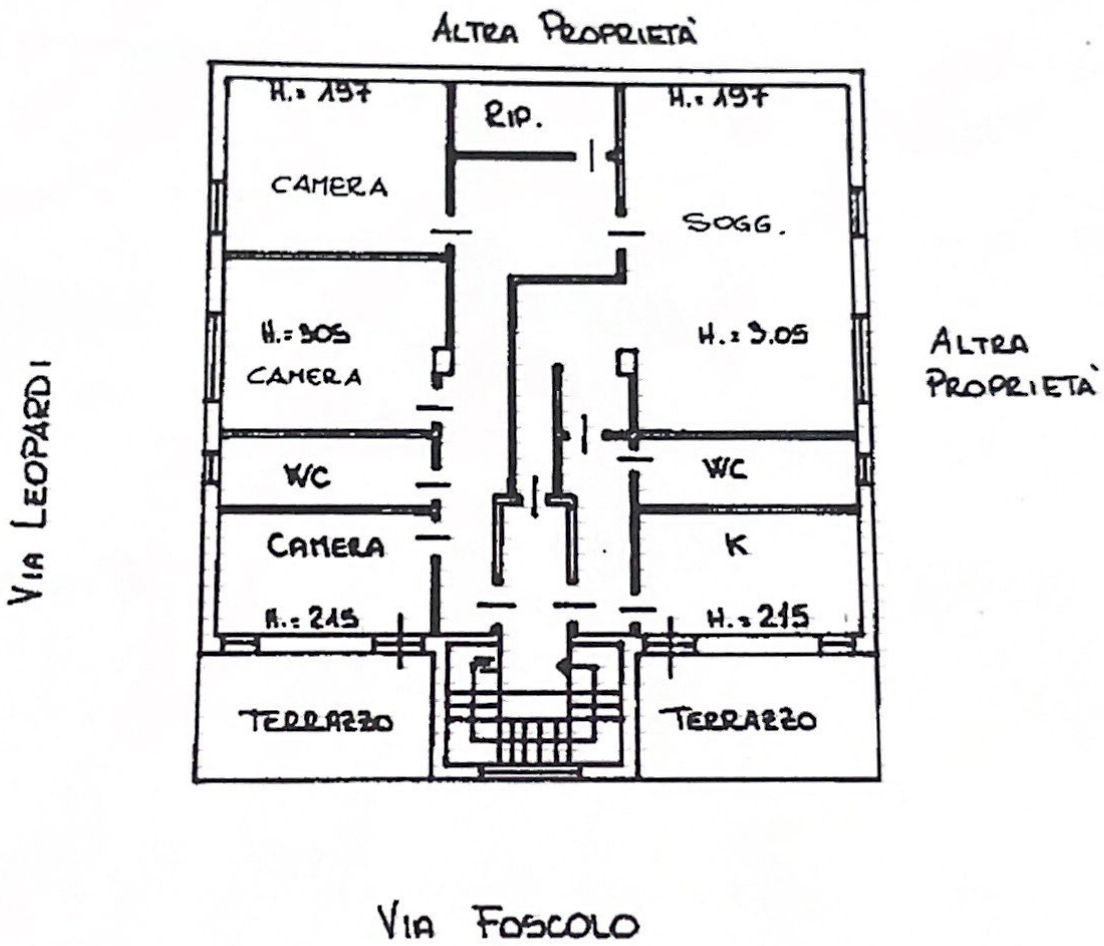 ALTRA PROPRIETÀ
H.= 197
RIP.
H.= 197
CAMERA
SOGG.
H.= 305
CAMERA
H.= 3.05
ALTRA
PROPRIETÀ
VIA LEOPARDI
WC
WC
CAMERA
K
H.= 215
H.= 215
TERRAZZO
TERRAZZO
VIA FOSCOLO